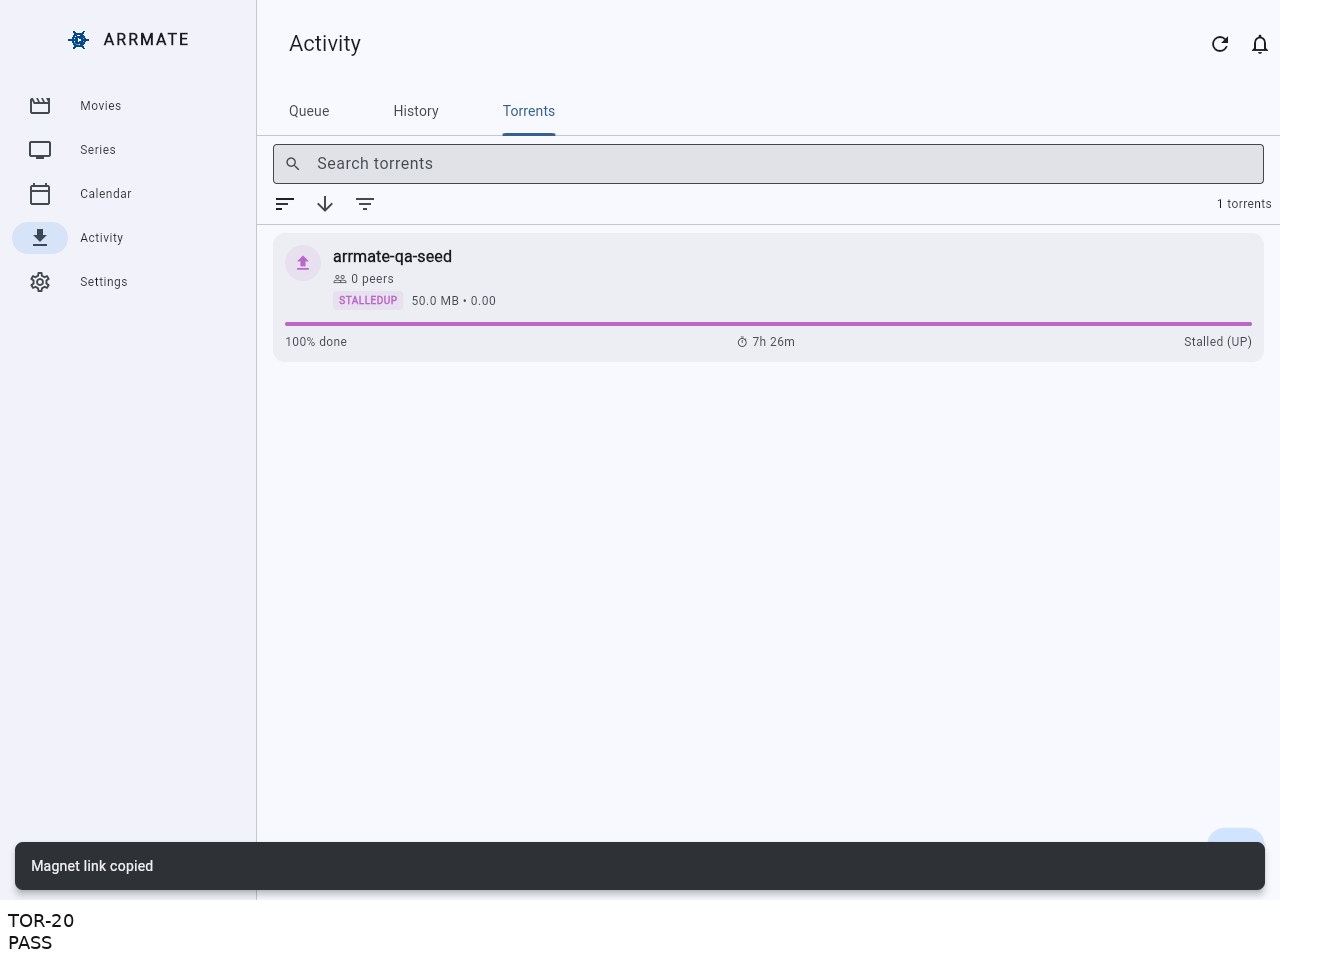 ARRMATE
Activity
Movies
Series
Calendar
Activity
Settings
Queue
History
Torrents
Search torrents
1 torrents
arrmate-qa-seed
0 peers
STALLEDUP 50.0 MB • 0.00
100% done 7h 26m Stalled (UP)
Magnet link copied
TOR-20
PASS